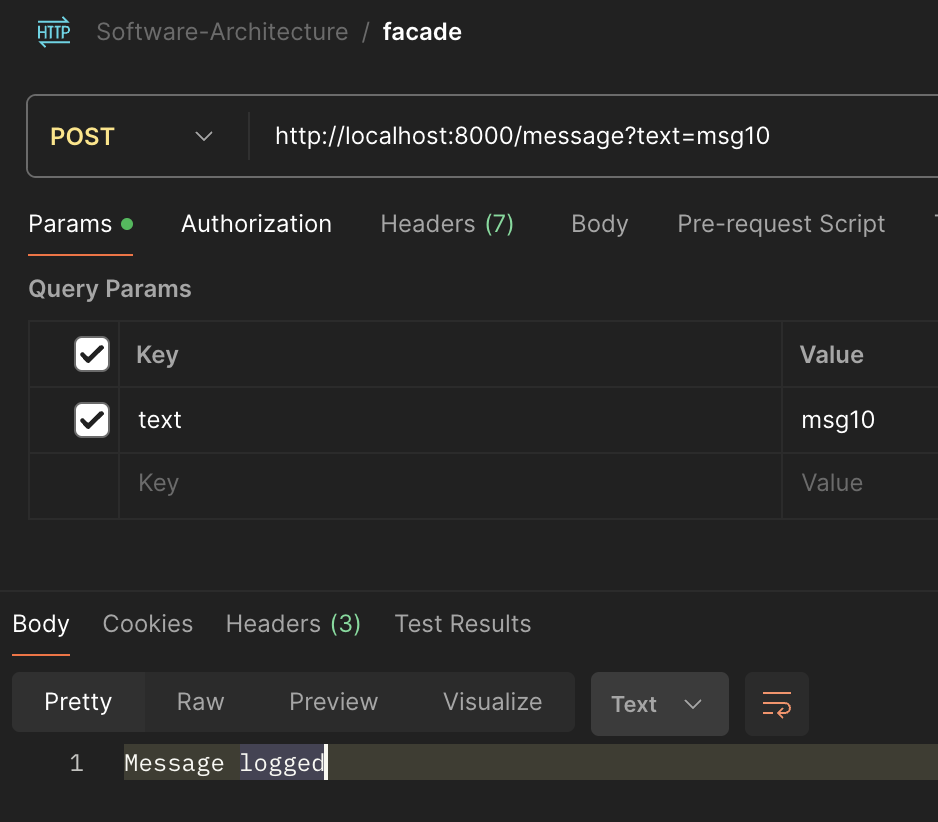 HTTP Software-Architecture / facade
POST http://localhost:8000/message?text=msg10
Params Authorization Headers (7) Body Pre-request Script
Query Params
Key Value
text msg10
Key Value
Body Cookies Headers (3) Test Results
Pretty Raw Preview Visualize Text
1 Message logged